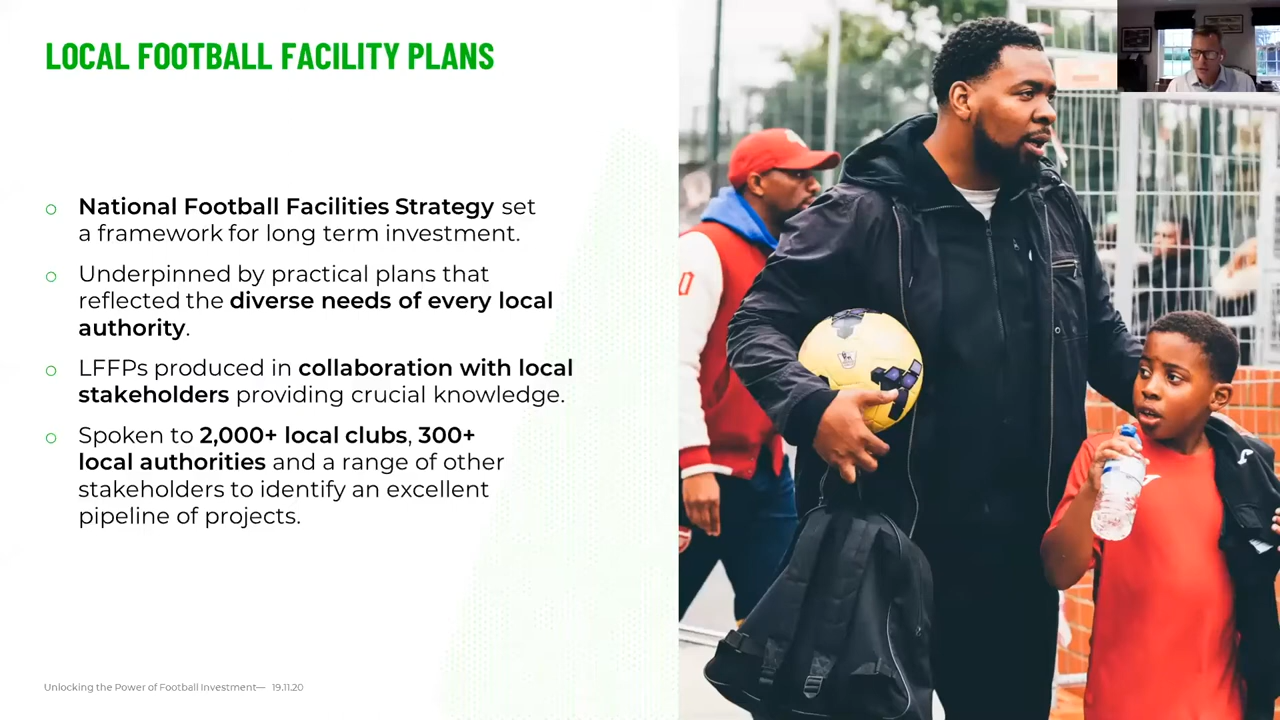 LOCAL FOOTBALL FACILITY PLANS
National Football Facilities Strategy set
a framework for long term investment.
Underpinned by practical plans that
reflected the diverse needs of every local
authority.
LFFPs produced in collaboration with local
stakeholders providing crucial knowledge.
Spoken to 2,000+ local clubs, 300+
local authorities and a range of other
stakeholders to identify an excellent
pipeline of projects.
Unlocking the Power of Football Investment— 19.11.20